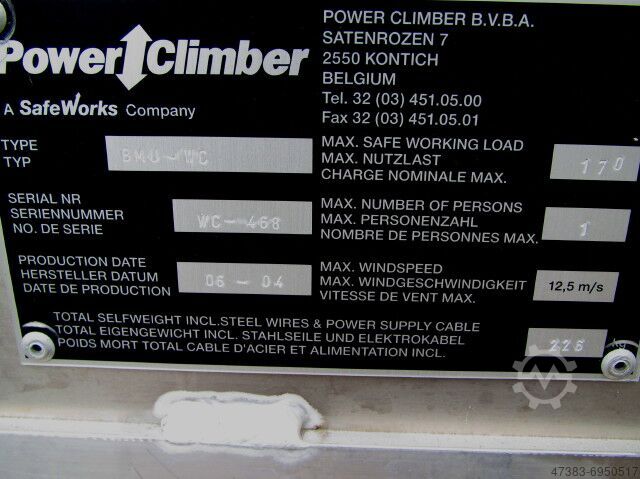 Power Climber
A SafeWorks Company
POWER CLIMBER B.V.B.A.
SATENROZEN 7
2550 KONTICH
BELGIUM
Tel. 32 (03) 451.05.00
Fax 32 (03) 451.05.01
TYPE
TYP
BMU-WC
MAX. SAFE WORKING LOAD
MAX. NUTZLAST
CHARGE NOMINALE MAX.
170
SERIAL NR
SERIENNUMMER
NO. DE SERIE
WC-468
MAX. NUMBER OF PERSONS
MAX. PERSONENZAHL
NOMBRE DE PERSONNES MAX.
1
PRODUCTION DATE
HERSTELLER DATUM
DATE DE PRODUCTION
06-04
MAX. WINDSPEED
MAX. WINDGESCHWINDIGKEIT
VITESSE DE VENT MAX.
12,5 m/s
TOTAL SELFWEIGHT INCL.STEEL WIRES & POWER SUPPLY CABLE
TOTAL EIGENGEWICHT INCL. STAHLSEILE UND ELEKTROKABEL
POIDS MORT TOTAL CABLE D'ACIER ET ALIMENTATION INCL.
47383-6950517